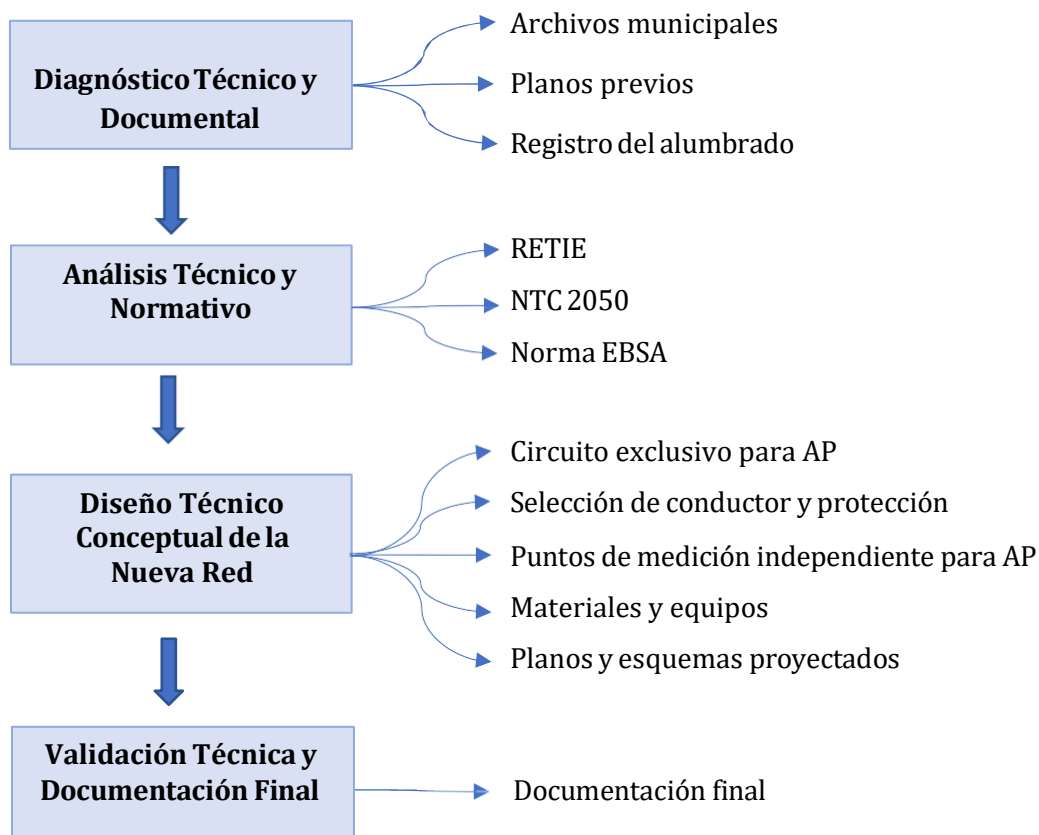 Diagnóstico Técnico y
Documental
Archivos municipales
Planos previos
Registro del alumbrado
Análisis Técnico y
Normativo
RETIE
NTC 2050
Norma EBSA
Diseño Técnico
Conceptual de la
Nueva Red
Circuito exclusivo para AP
Selección de conductor y protección
Puntos de medición independiente para AP
Materiales y equipos
Planos y esquemas proyectados
Validación Técnica y
Documentación Final
Documentación final